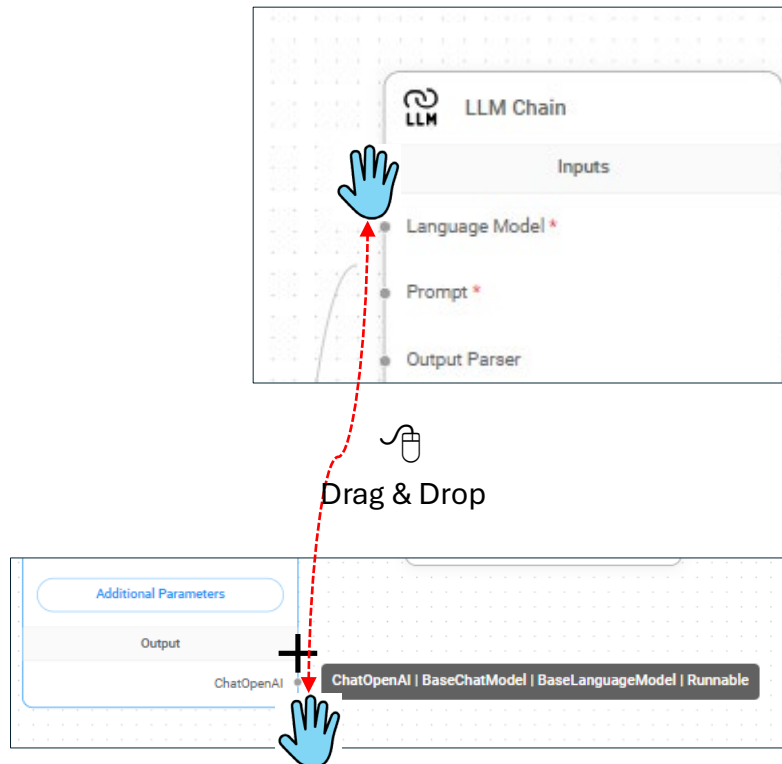 LLM
LLM Chain
Inputs
Language Model *
Prompt *
Output Parser
Drag & Drop
Additional Parameters
Output
ChatOpenAI
ChatOpenAI | BaseChatModel | BaseLanguageModel | Runnable